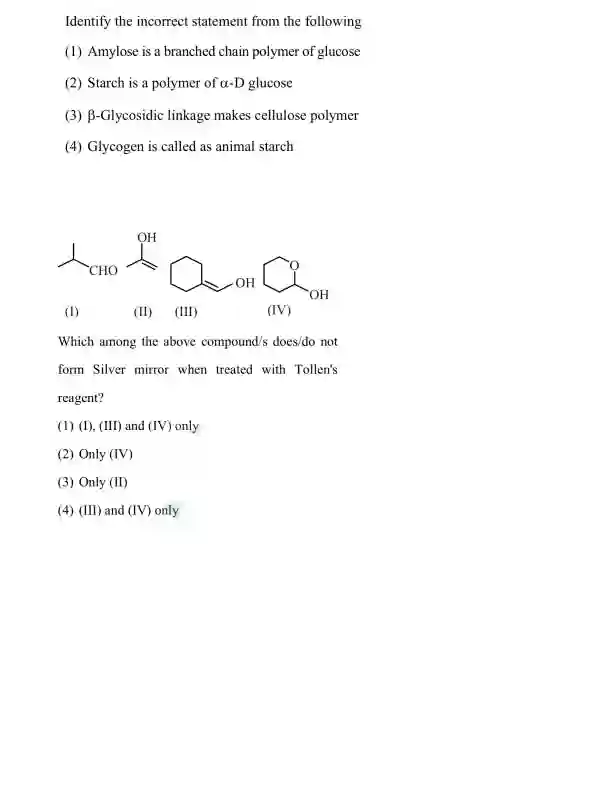 Identify the incorrect statement from the following
(1) Amylose is a branched chain polymer of glucose
(2) Starch is a polymer of α-D glucose
(3) β-Glycosidic linkage makes cellulose polymer
(4) Glycogen is called as animal starch
OH
CHO
OH
O
OH
(I) (II) (III) (IV)
Which among the above compound/s does/do not
form Silver mirror when treated with Tollen's
reagent?
(1) (I), (III) and (IV) only
(2) Only (IV)
(3) Only (II)
(4) (III) and (IV) only